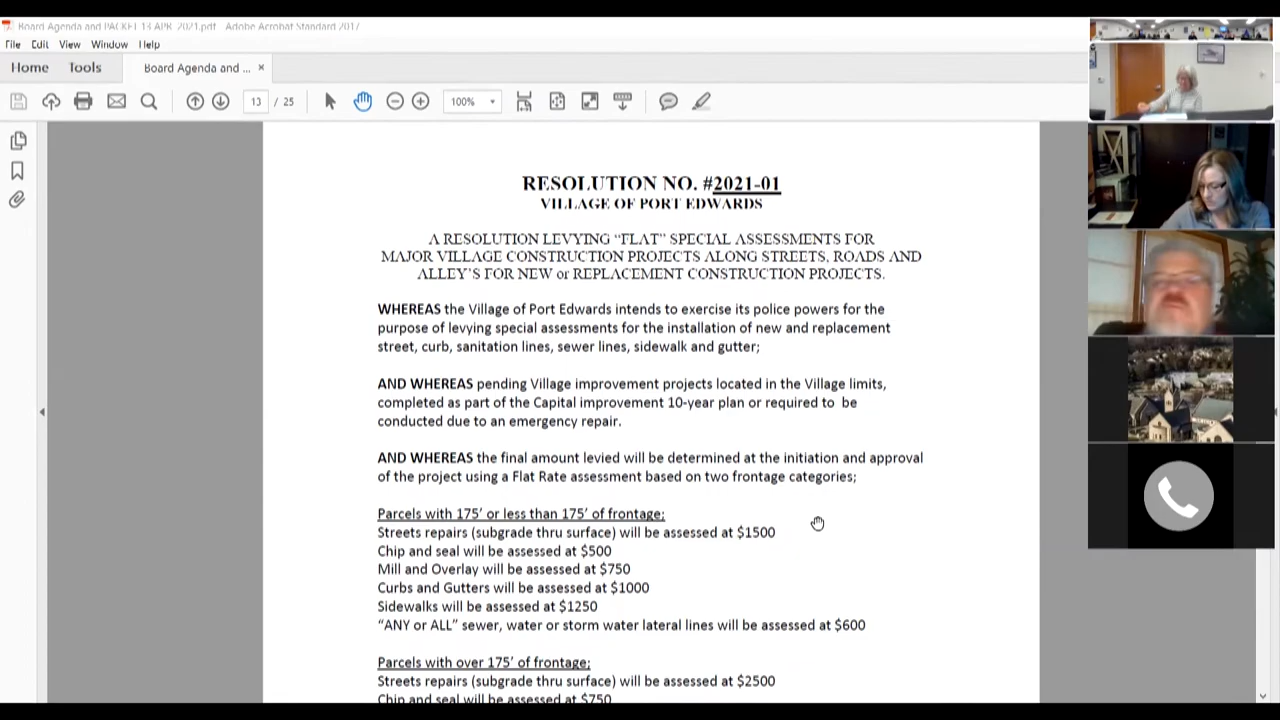 Board Agenda and PACKET 13 APR 2021.pdf - Adobe Acrobat Standard 2017
File Edit View Window Help
Home Tools Board Agenda and ... ×
13 / 25 100%
RESOLUTION NO. #2021-01
VILLAGE OF PORT EDWARDS
A RESOLUTION LEVYING “FLAT” SPECIAL ASSESSMENTS FOR
MAJOR VILLAGE CONSTRUCTION PROJECTS ALONG STREETS, ROADS AND
ALLEY’S FOR NEW or REPLACEMENT CONSTRUCTION PROJECTS.
WHEREAS the Village of Port Edwards intends to exercise its police powers for the
purpose of levying special assessments for the installation of new and replacement
street, curb, sanitation lines, sewer lines, sidewalk and gutter;
AND WHEREAS pending Village improvement projects located in the Village limits,
completed as part of the Capital improvement 10-year plan or required to be
conducted due to an emergency repair.
AND WHEREAS the final amount levied will be determined at the initiation and approval
of the project using a Flat Rate assessment based on two frontage categories;
Parcels with 175’ or less than 175’ of frontage;
Streets repairs (subgrade thru surface) will be assessed at $1500
Chip and seal will be assessed at $500
Mill and Overlay will be assessed at $750
Curbs and Gutters will be assessed at $1000
Sidewalks will be assessed at $1250
“ANY or ALL” sewer, water or storm water lateral lines will be assessed at $600
Parcels with over 175’ of frontage;
Streets repairs (subgrade thru surface) will be assessed at $2500
Chip and seal will be assessed at $750